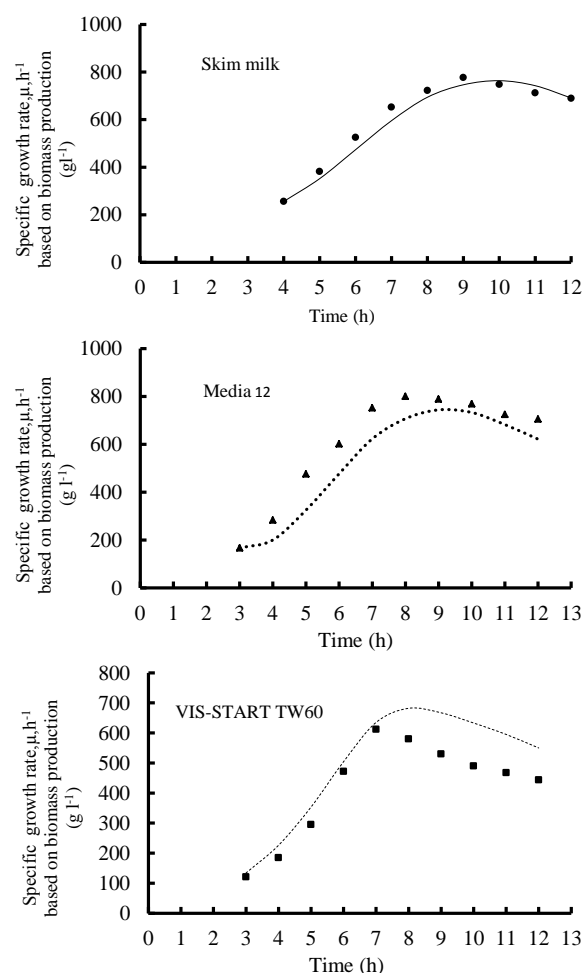 Specific growth rate,μ,h-1
based on biomass production
(gl-1)
1000
800
600
400
200
0
Skim milk
0 1 2 3 4 5 6 7 8 9 10 11 12
Time (h)
Specific growth rate,μ,h-1
based on biomass production
(g l-1)
1000
800
600
400
200
0
Media 12
0 1 2 3 4 5 6 7 8 9 10 11 12 13
Time (h)
Specific growth rate,μ,h-1
based on biomass production
(g l-1)
800
700
600
500
400
300
200
100
0
VIS-START TW60
0 1 2 3 4 5 6 7 8 9 10 11 12 13
Time (h)